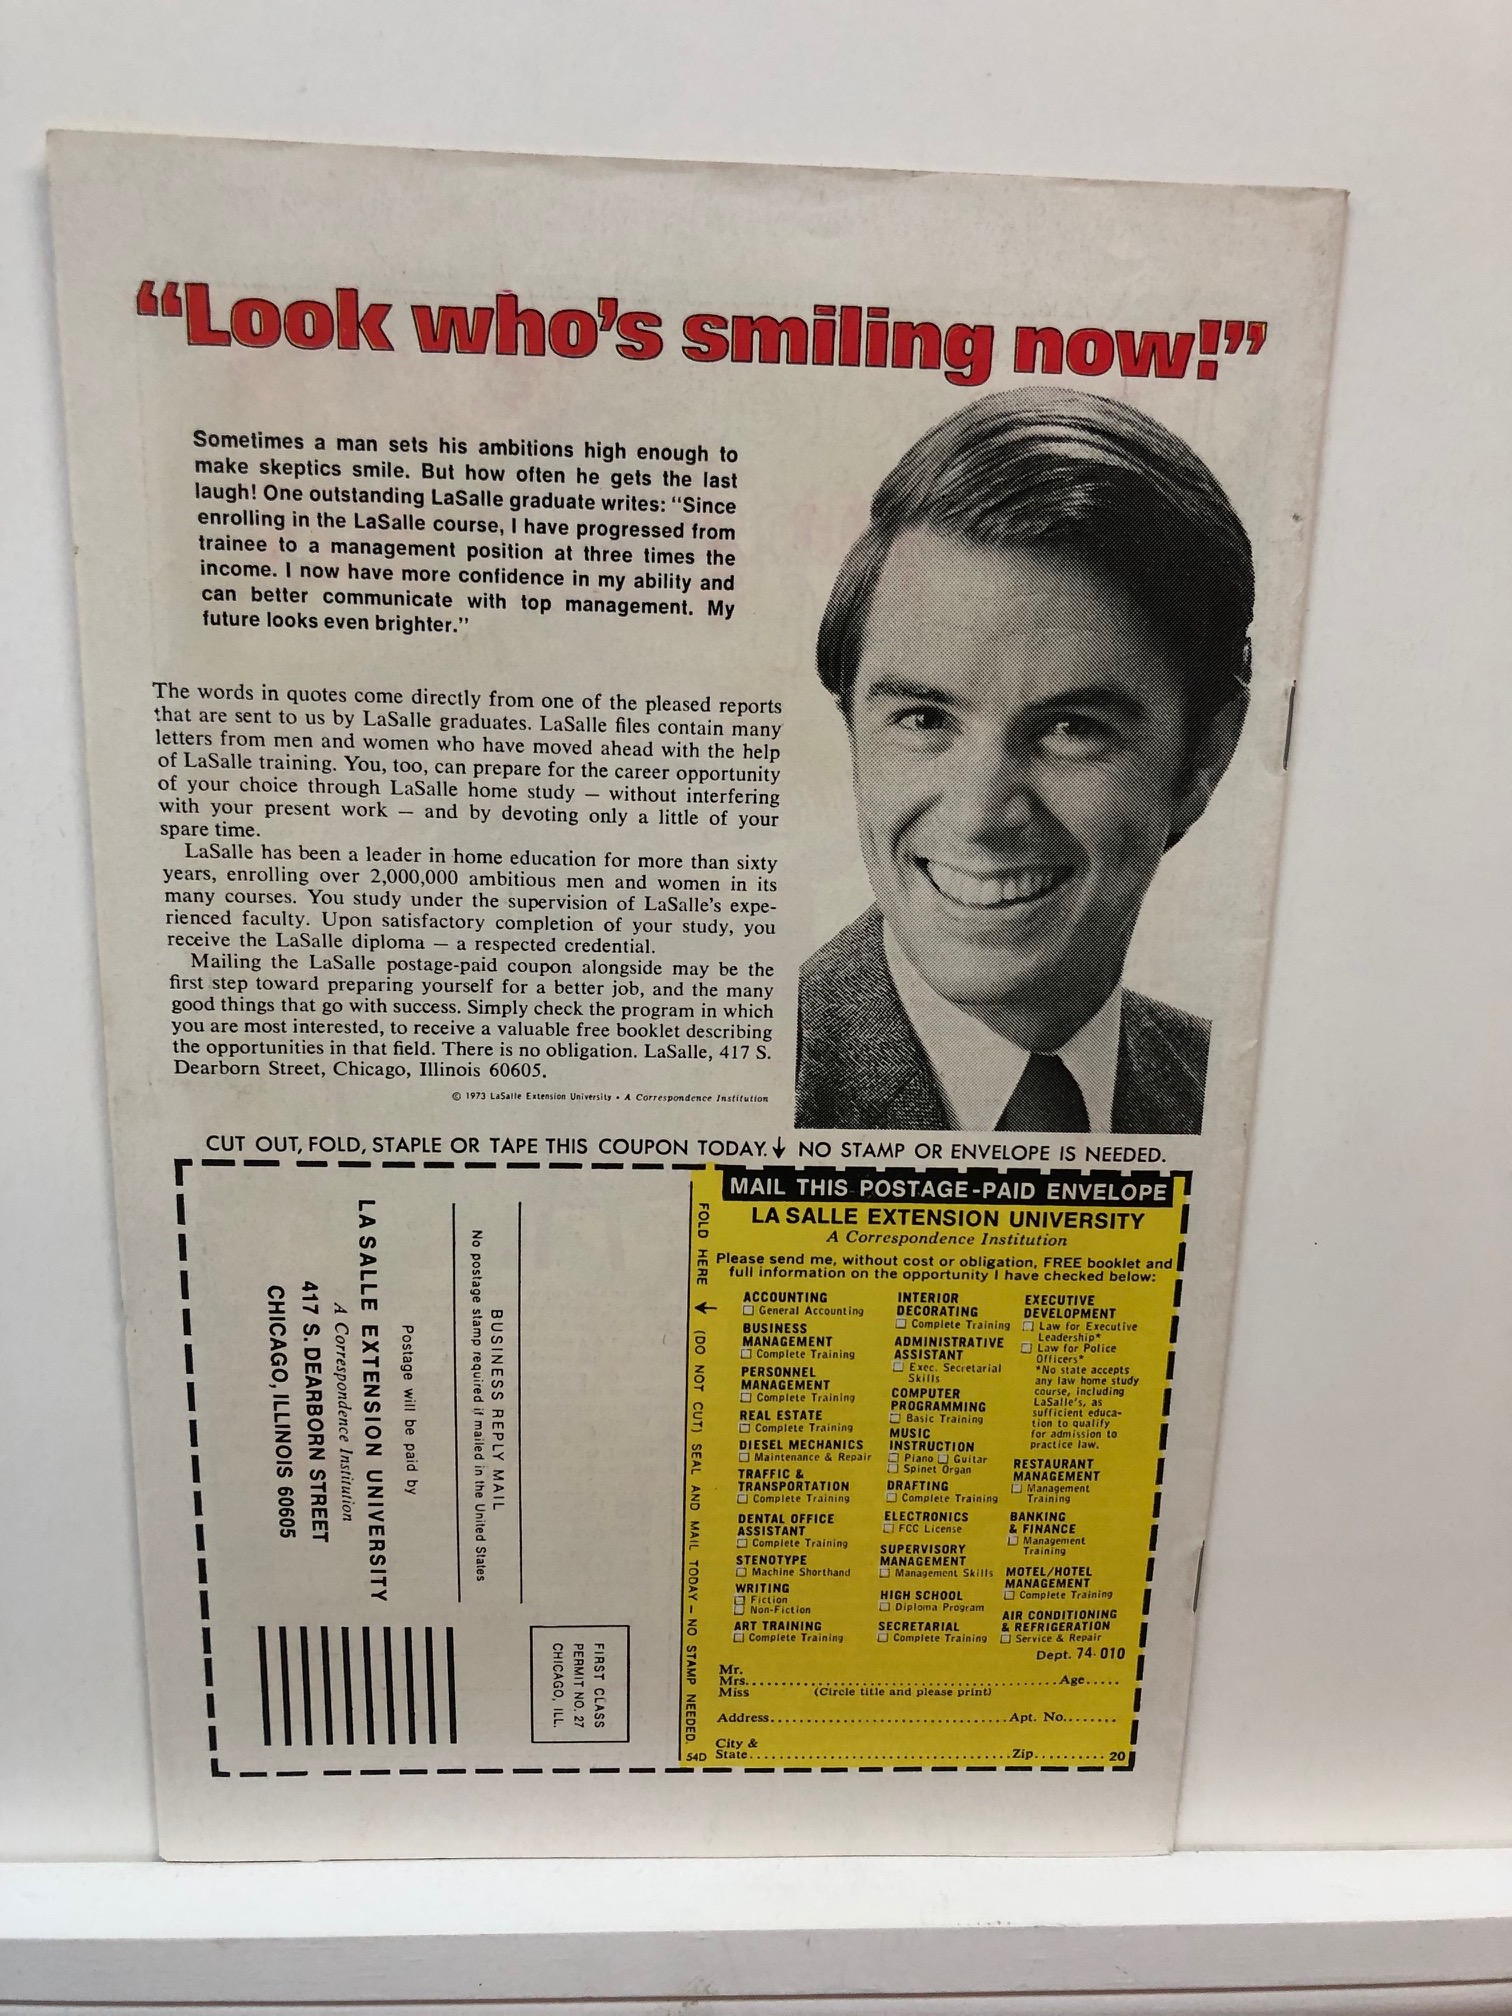 “Look who’s smiling now!”
Sometimes a man sets his ambitions high enough to
make skeptics smile. But how often he gets the last
laugh! One outstanding LaSalle graduate writes: “Since
enrolling in the LaSalle course, I have progressed from
trainee to a management position at three times the
income. I now have more confidence in my ability and
can better communicate with top management. My
future looks even brighter.”
The words in quotes come directly from one of the pleased reports
that are sent to us by LaSalle graduates. LaSalle files contain many
letters from men and women who have moved ahead with the help
of LaSalle training. You, too, can prepare for the career opportunity
of your choice through LaSalle home study — without interfering
with your present work — and by devoting only a little of your
spare time.
LaSalle has been a leader in home education for more than sixty
years, enrolling over 2,000,000 ambitious men and women in its
many courses. You study under the supervision of LaSalle’s expe-
rienced faculty. Upon satisfactory completion of your study, you
receive the LaSalle diploma — a respected credential.
Mailing the LaSalle postage-paid coupon alongside may be the
first step toward preparing yourself for a better job, and the many
good things that go with success. Simply check the program in which
you are most interested, to receive a valuable free booklet describing
the opportunities in that field. There is no obligation. LaSalle, 417 S.
Dearborn Street, Chicago, Illinois 60605.
© 1973 LaSalle Extension University • A Correspondence Institution
CUT OUT, FOLD, STAPLE OR TAPE THIS COUPON TODAY.↓ NO STAMP OR ENVELOPE IS NEEDED.
FIRST CLASS
PERMIT NO. 27
CHICAGO, ILL.
BUSINESS REPLY MAIL
No postage stamp required if mailed in the United States
Postage will be paid by
LA SALLE EXTENSION UNIVERSITY
A Correspondence Institution
417 S. DEARBORN STREET
CHICAGO, ILLINOIS 60605
FOLD HERE → (DO NOT CUT) SEAL AND MAIL TODAY — NO STAMP NEEDED.
54D
MAIL THIS POSTAGE-PAID ENVELOPE
LA SALLE EXTENSION UNIVERSITY
A Correspondence Institution
Please send me, without cost or obligation, FREE booklet and
full information on the opportunity I have checked below:
ACCOUNTING
☐ General Accounting
BUSINESS
MANAGEMENT
☐ Complete Training
PERSONNEL
MANAGEMENT
☐ Complete Training
REAL ESTATE
☐ Complete Training
DIESEL MECHANICS
☐ Maintenance & Repair
TRAFFIC &
TRANSPORTATION
☐ Complete Training
DENTAL OFFICE
ASSISTANT
☐ Complete Training
STENOTYPE
☐ Machine Shorthand
WRITING
☐ Fiction
☐ Non-Fiction
ART TRAINING
☐ Complete Training
INTERIOR
DECORATING
☐ Complete Training
ADMINISTRATIVE
ASSISTANT
☐ Exec. Secretarial
Skills
COMPUTER
PROGRAMMING
☐ Basic Training
MUSIC
INSTRUCTION
☐ Piano ☐ Guitar
☐ Spinet Organ
DRAFTING
☐ Complete Training
ELECTRONICS
☐ FCC License
SUPERVISORY
MANAGEMENT
☐ Management Skills
HIGH SCHOOL
☐ Diploma Program
SECRETARIAL
☐ Complete Training
EXECUTIVE
DEVELOPMENT
☐ Law for Executive
Leadership*
☐ Law for Police
Officers*
*No state accepts
any law home study
course, including
LaSalle’s, as
sufficient educa-
tion to qualify
for admission to
practice law.
RESTAURANT
MANAGEMENT
☐ Management
Training
BANKING
& FINANCE
☐ Management
Training
MOTEL/HOTEL
MANAGEMENT
☐ Complete Training
AIR CONDITIONING
& REFRIGERATION
☐ Service & Repair
Dept. 74-010
Mr.
Mrs. Age
Miss (Circle title and please print)
Address Apt. No.
City &
State Zip 20